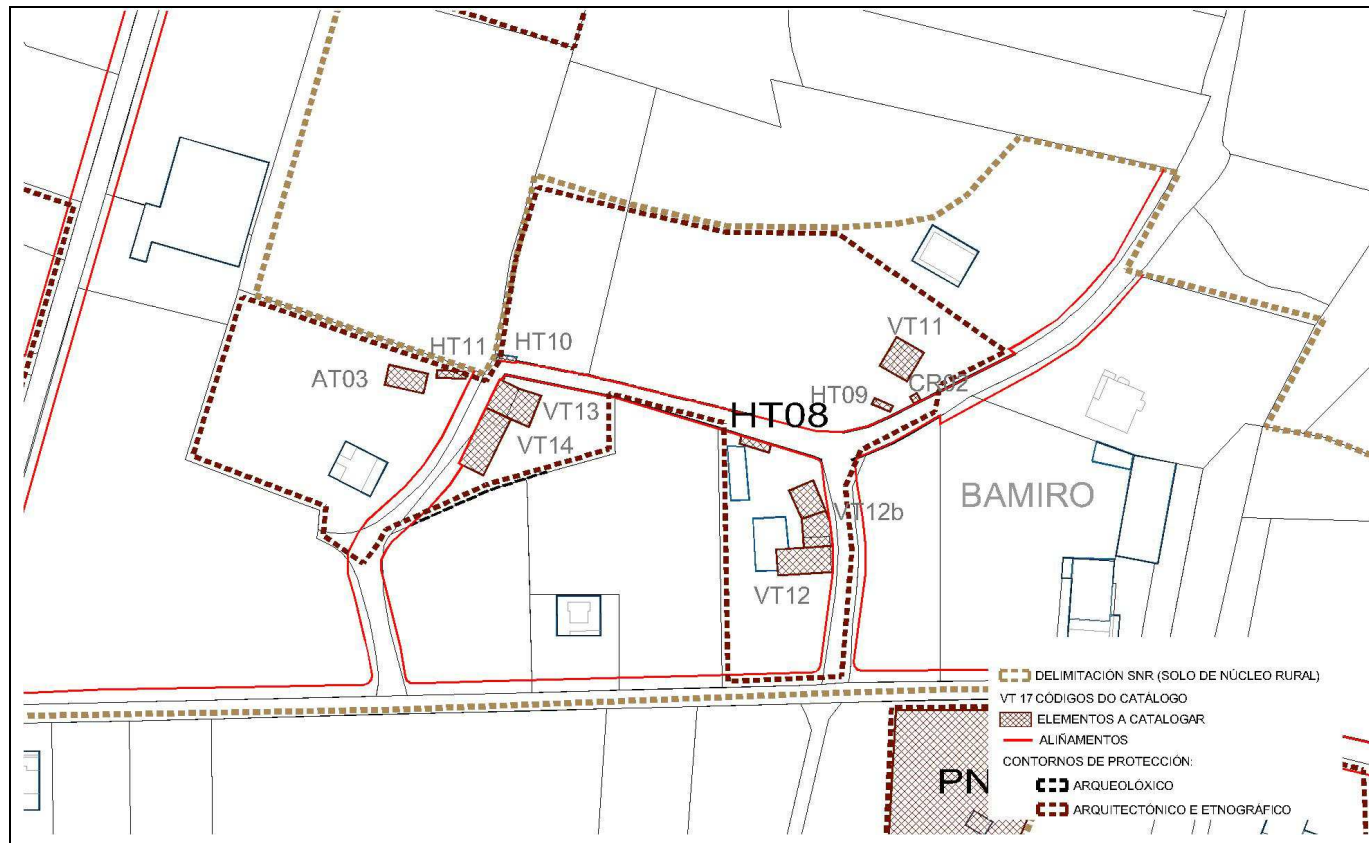 VT11
HT11
HT10
AT03
CR02
HT09
VT13
HT08
VT14
BAMIRO
VT12b
VT12
DELIMITACIÓN SNR (SOLO DE NÚCLEO RURAL)
VT 17 CÓDIGOS DO CATÁLOGO
ELEMENTOS A CATALOGAR
ALIÑAMENTOS
CONTORNOS DE PROTECCIÓN:
PN
ARQUEOLÓXICO
ARQUITECTÓNICO E ETNOGRÁFICO